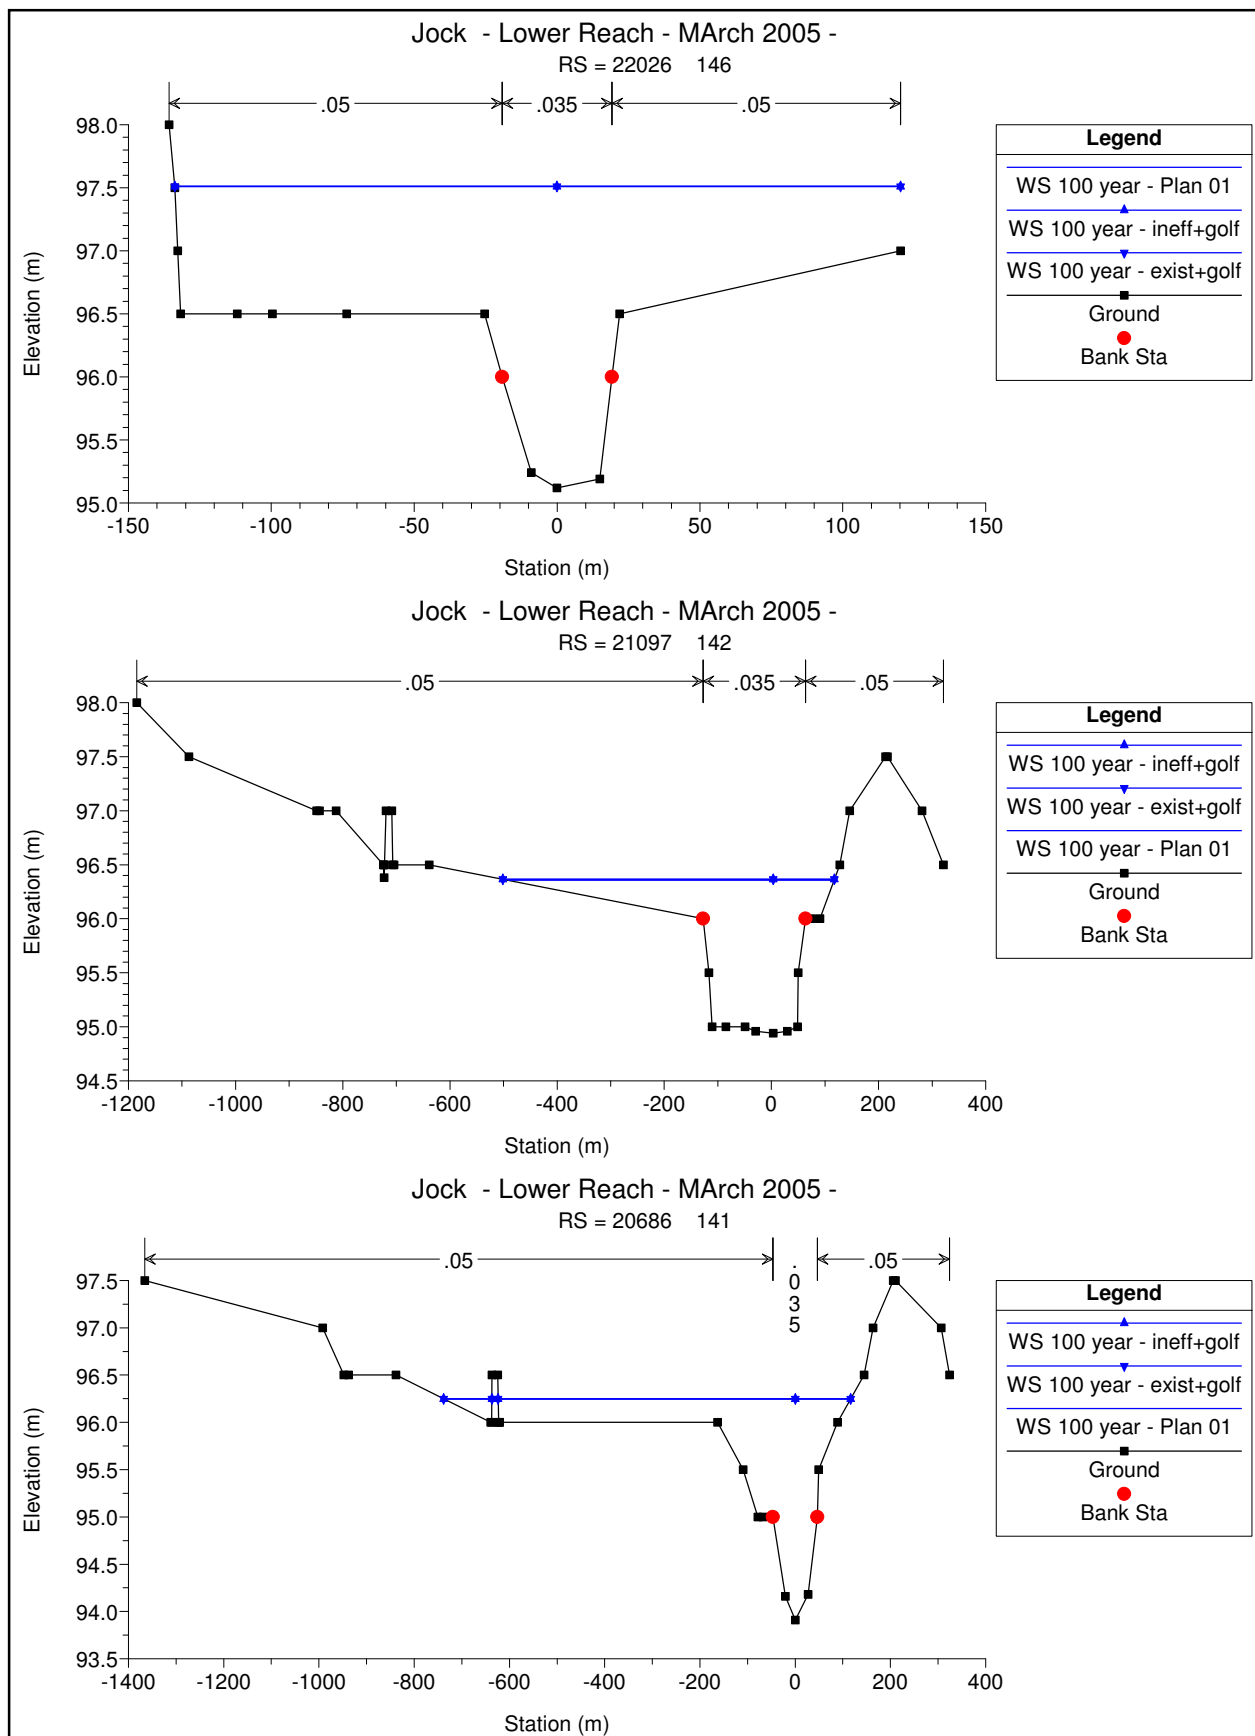 Jock - Lower Reach - MArch 2005 -
RS = 22026 146
.05 .035 .05
98.0
97.5
97.0
96.5
96.0
95.5
95.0
Elevation (m)
-150 -100 -50 0 50 100 150
Station (m)
Legend
WS 100 year - Plan 01
WS 100 year - ineff+golf
WS 100 year - exist+golf
Ground
Bank Sta
Jock - Lower Reach - MArch 2005 -
RS = 21097 142
.05 .035 .05
98.0
97.5
97.0
96.5
96.0
95.5
95.0
94.5
Elevation (m)
-1200 -1000 -800 -600 -400 -200 0 200 400
Station (m)
Legend
WS 100 year - ineff+golf
WS 100 year - exist+golf
WS 100 year - Plan 01
Ground
Bank Sta
Jock - Lower Reach - MArch 2005 -
RS = 20686 141
.05 .035 .05
97.5
97.0
96.5
96.0
95.5
95.0
94.5
94.0
93.5
Elevation (m)
-1400 -1200 -1000 -800 -600 -400 -200 0 200 400
Station (m)
Legend
WS 100 year - ineff+golf
WS 100 year - exist+golf
WS 100 year - Plan 01
Ground
Bank Sta